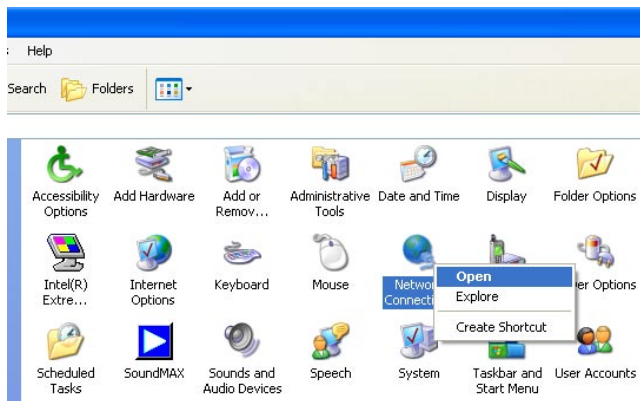 s Help
Search Folders
Accessibility Options
Add Hardware
Add or Remov...
Administrative Tools
Date and Time
Display
Folder Options
Intel(R) Extre...
Internet Options
Keyboard
Mouse
Networ
Connecti
Open
Explore
Create Shortcut
er Options
Scheduled Tasks
SoundMAX
Sounds and Audio Devices
Speech
System
Taskbar and Start Menu
User Accounts